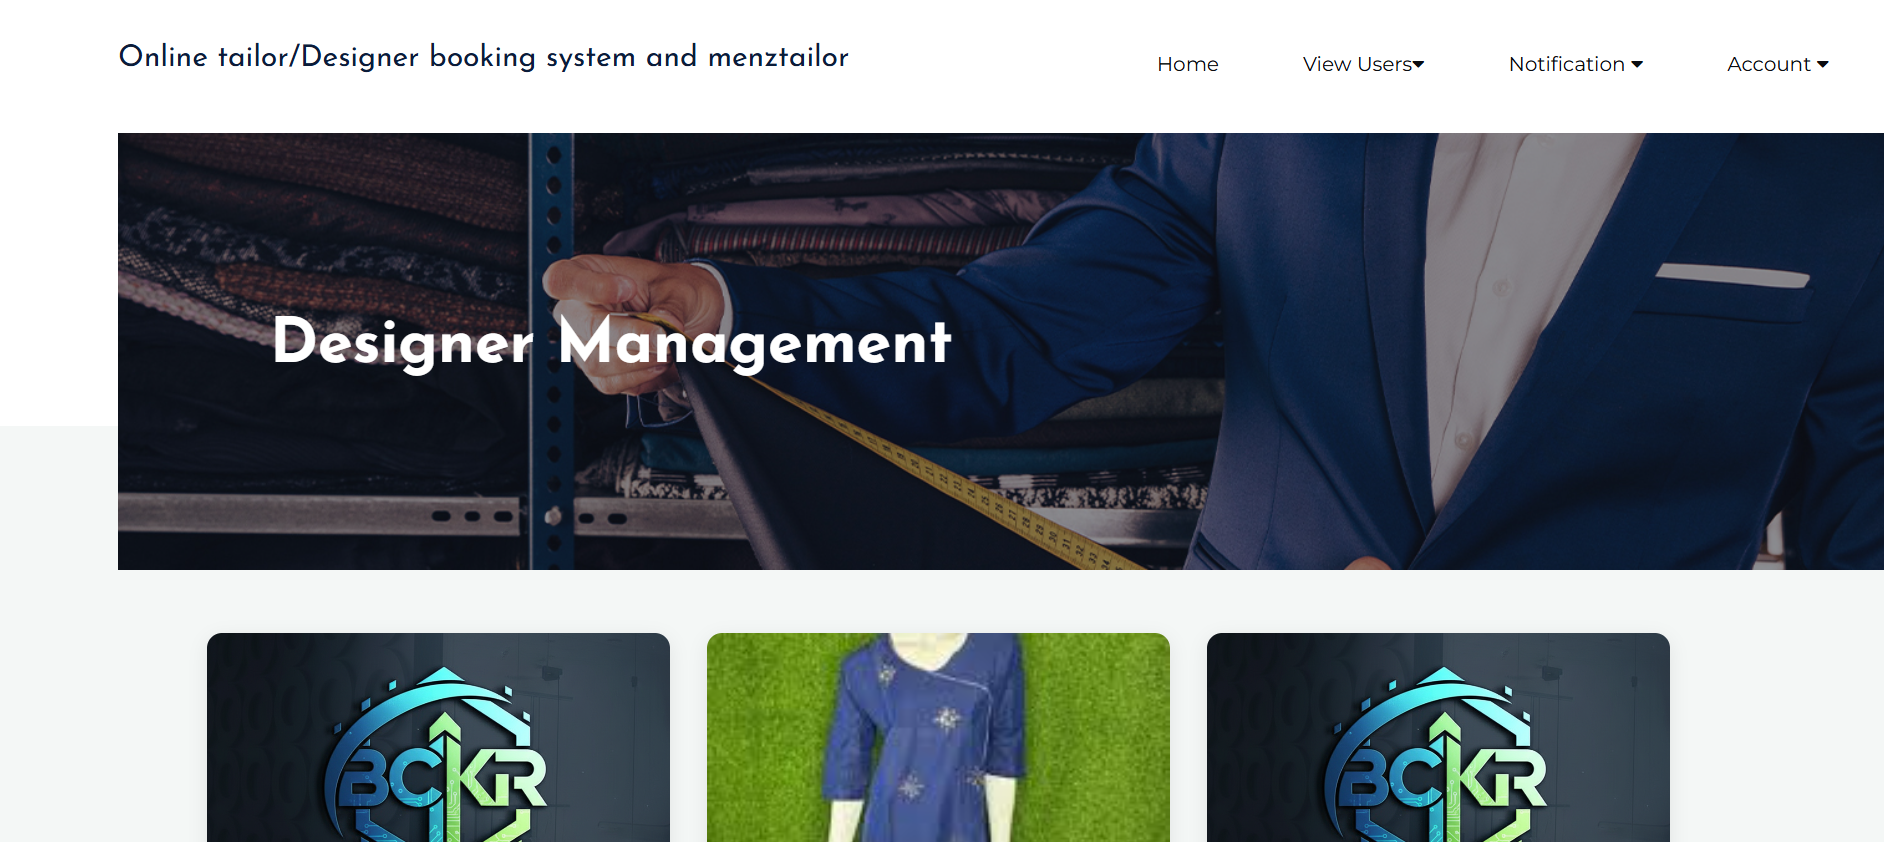 Online tailor/Designer booking system and menztailor
Home
View Users
Notification
Account
Designer Management
BCKR
BCKR